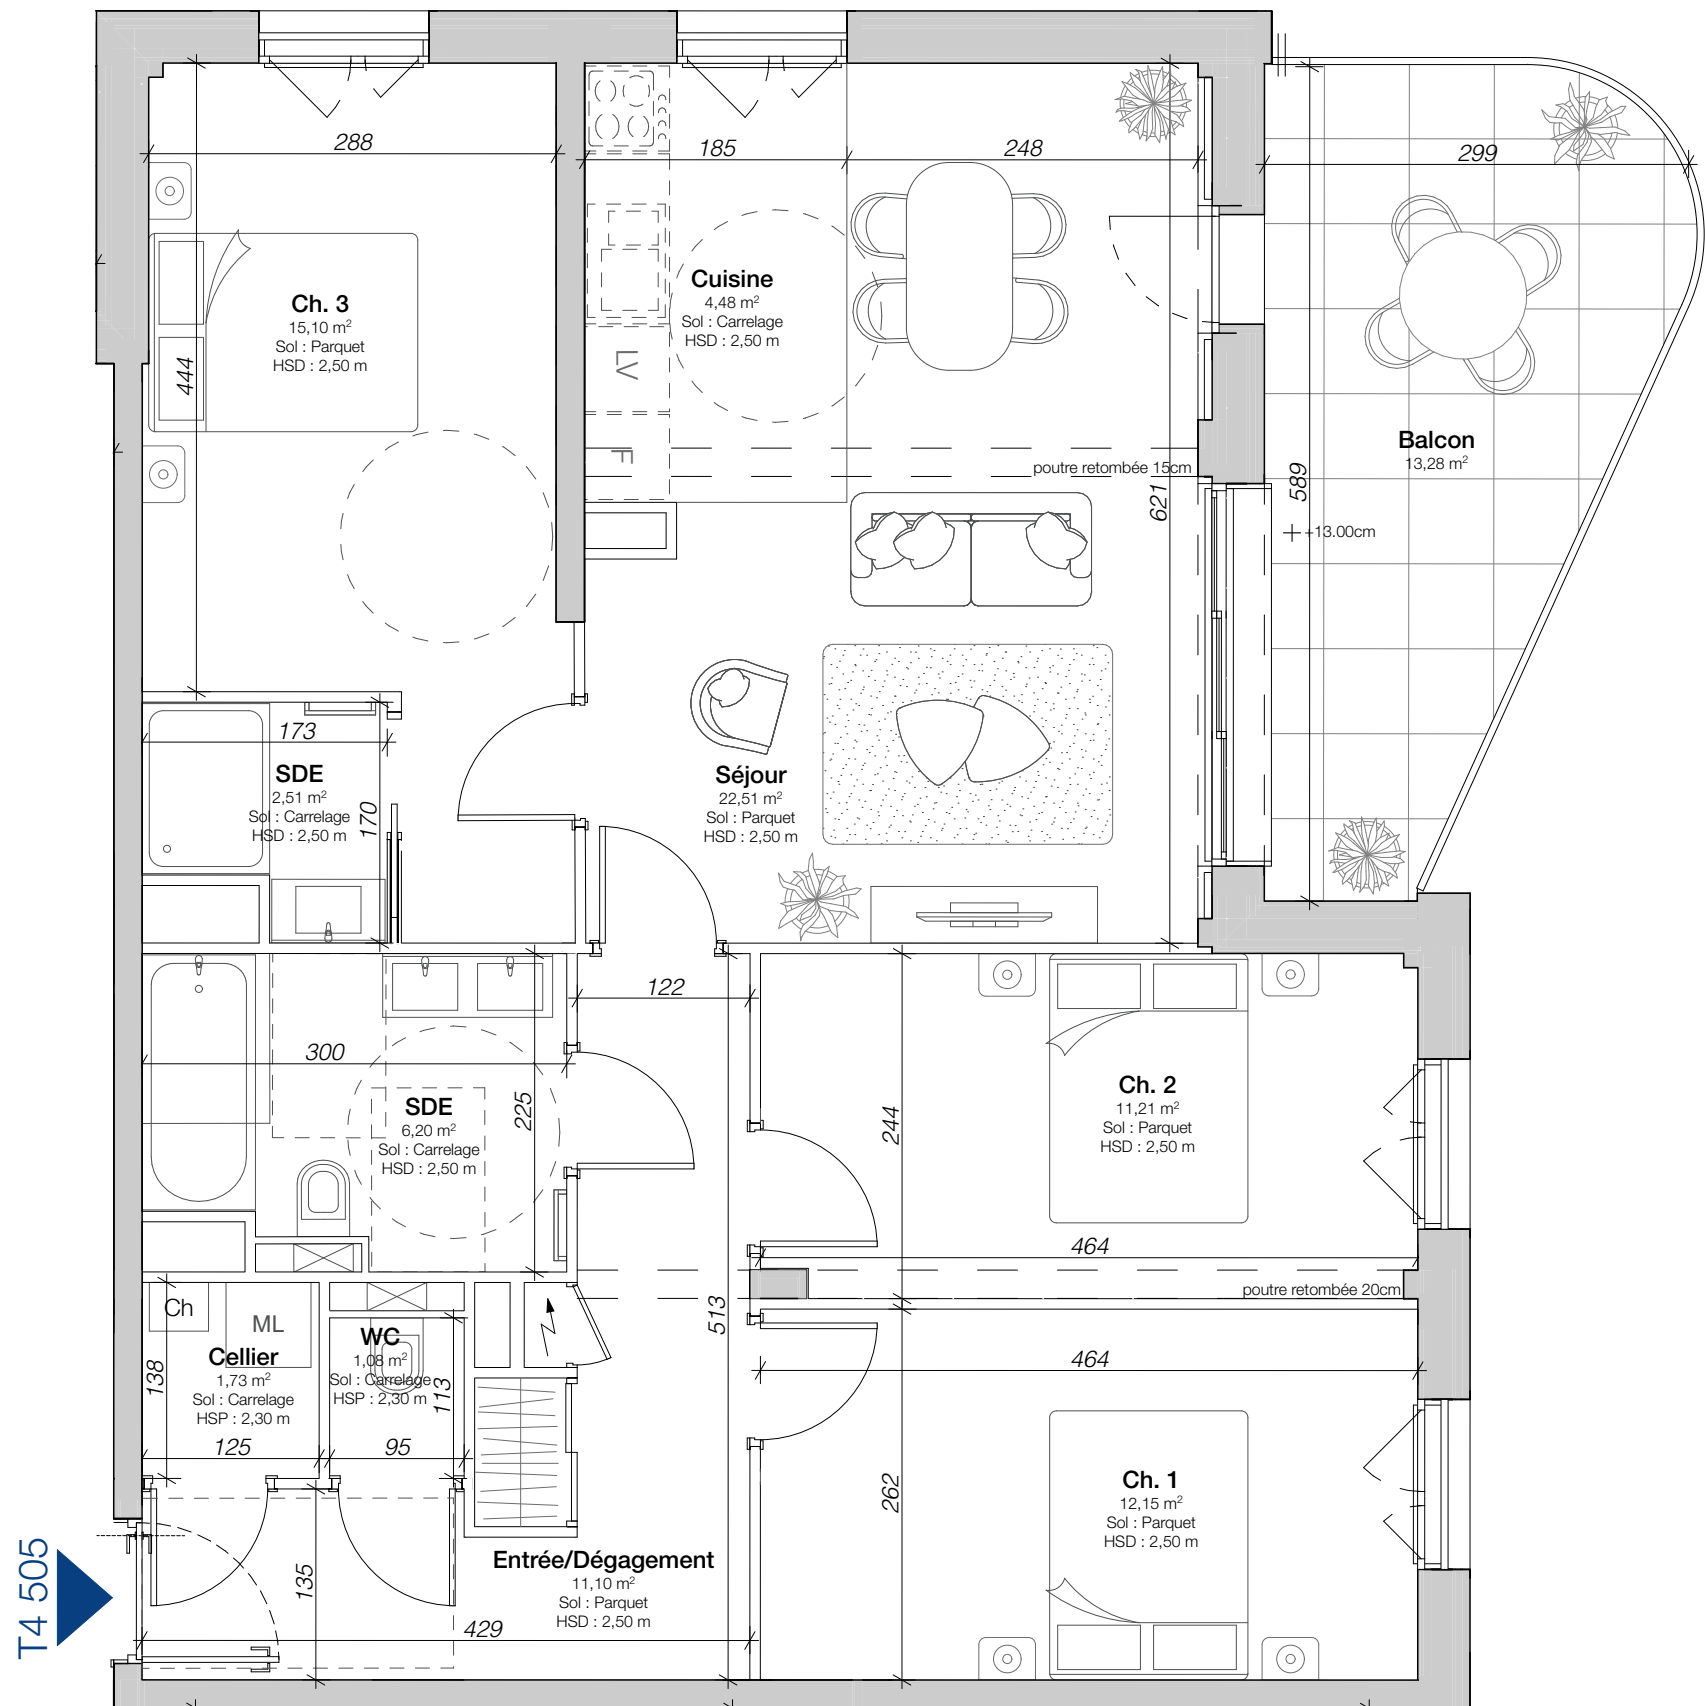 288
185
248
299
Ch. 3
15,10 m²
Sol : Parquet
HSD : 2,50 m
444
Cuisine
4,48 m²
Sol : Carrelage
HSD : 2,50 m
LV
F
poutre retombée 15cm
621
589
Balcon
13,28 m²
+13.00cm
173
SDE
2,51 m²
Sol : Carrelage
HSD : 2,50 m
170
Séjour
22,51 m²
Sol : Parquet
HSD : 2,50 m
122
300
225
SDE
6,20 m²
Sol : Carrelage
HSD : 2,50 m
Ch. 2
11,21 m²
Sol : Parquet
HSD : 2,50 m
244
464
poutre retombée 20cm
513
Ch
ML
Cellier
1,73 m²
Sol : Carrelage
HSP : 2,30 m
138
125
WC
1,08 m²
Sol : Carrelage
HSP : 2,30 m
113
95
464
262
Ch. 1
12,15 m²
Sol : Parquet
HSD : 2,50 m
T4 505
135
Entrée/Dégagement
11,10 m²
Sol : Parquet
HSD : 2,50 m
429